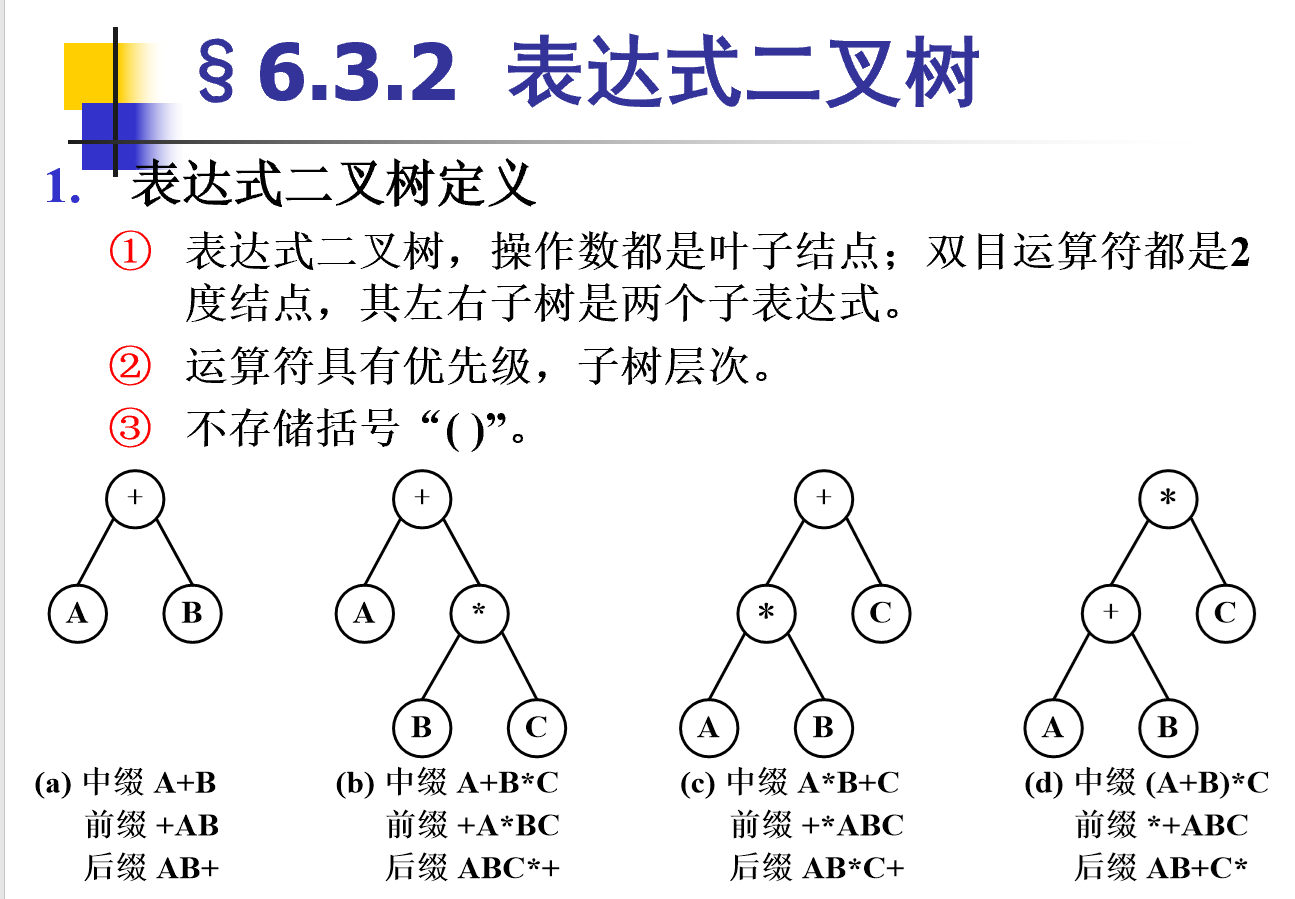 § 6.3.2 表达式二叉树
1. 表达式二叉树定义
① 表达式二叉树，操作数都是叶子结点；双目运算符都是2
度结点，其左右子树是两个子表达式。
② 运算符具有优先级，子树层次。
③ 不存储括号“( )”。
+ + + *
A B A * * C + C
B C A B A B
(a) 中缀 A+B (b) 中缀 A+B*C (c) 中缀 A*B+C (d) 中缀 (A+B)*C
前缀 +AB 前缀 +A*BC 前缀 +*ABC 前缀 *+ABC
后缀 AB+ 后缀 ABC*+ 后缀 AB*C+ 后缀 AB+C*